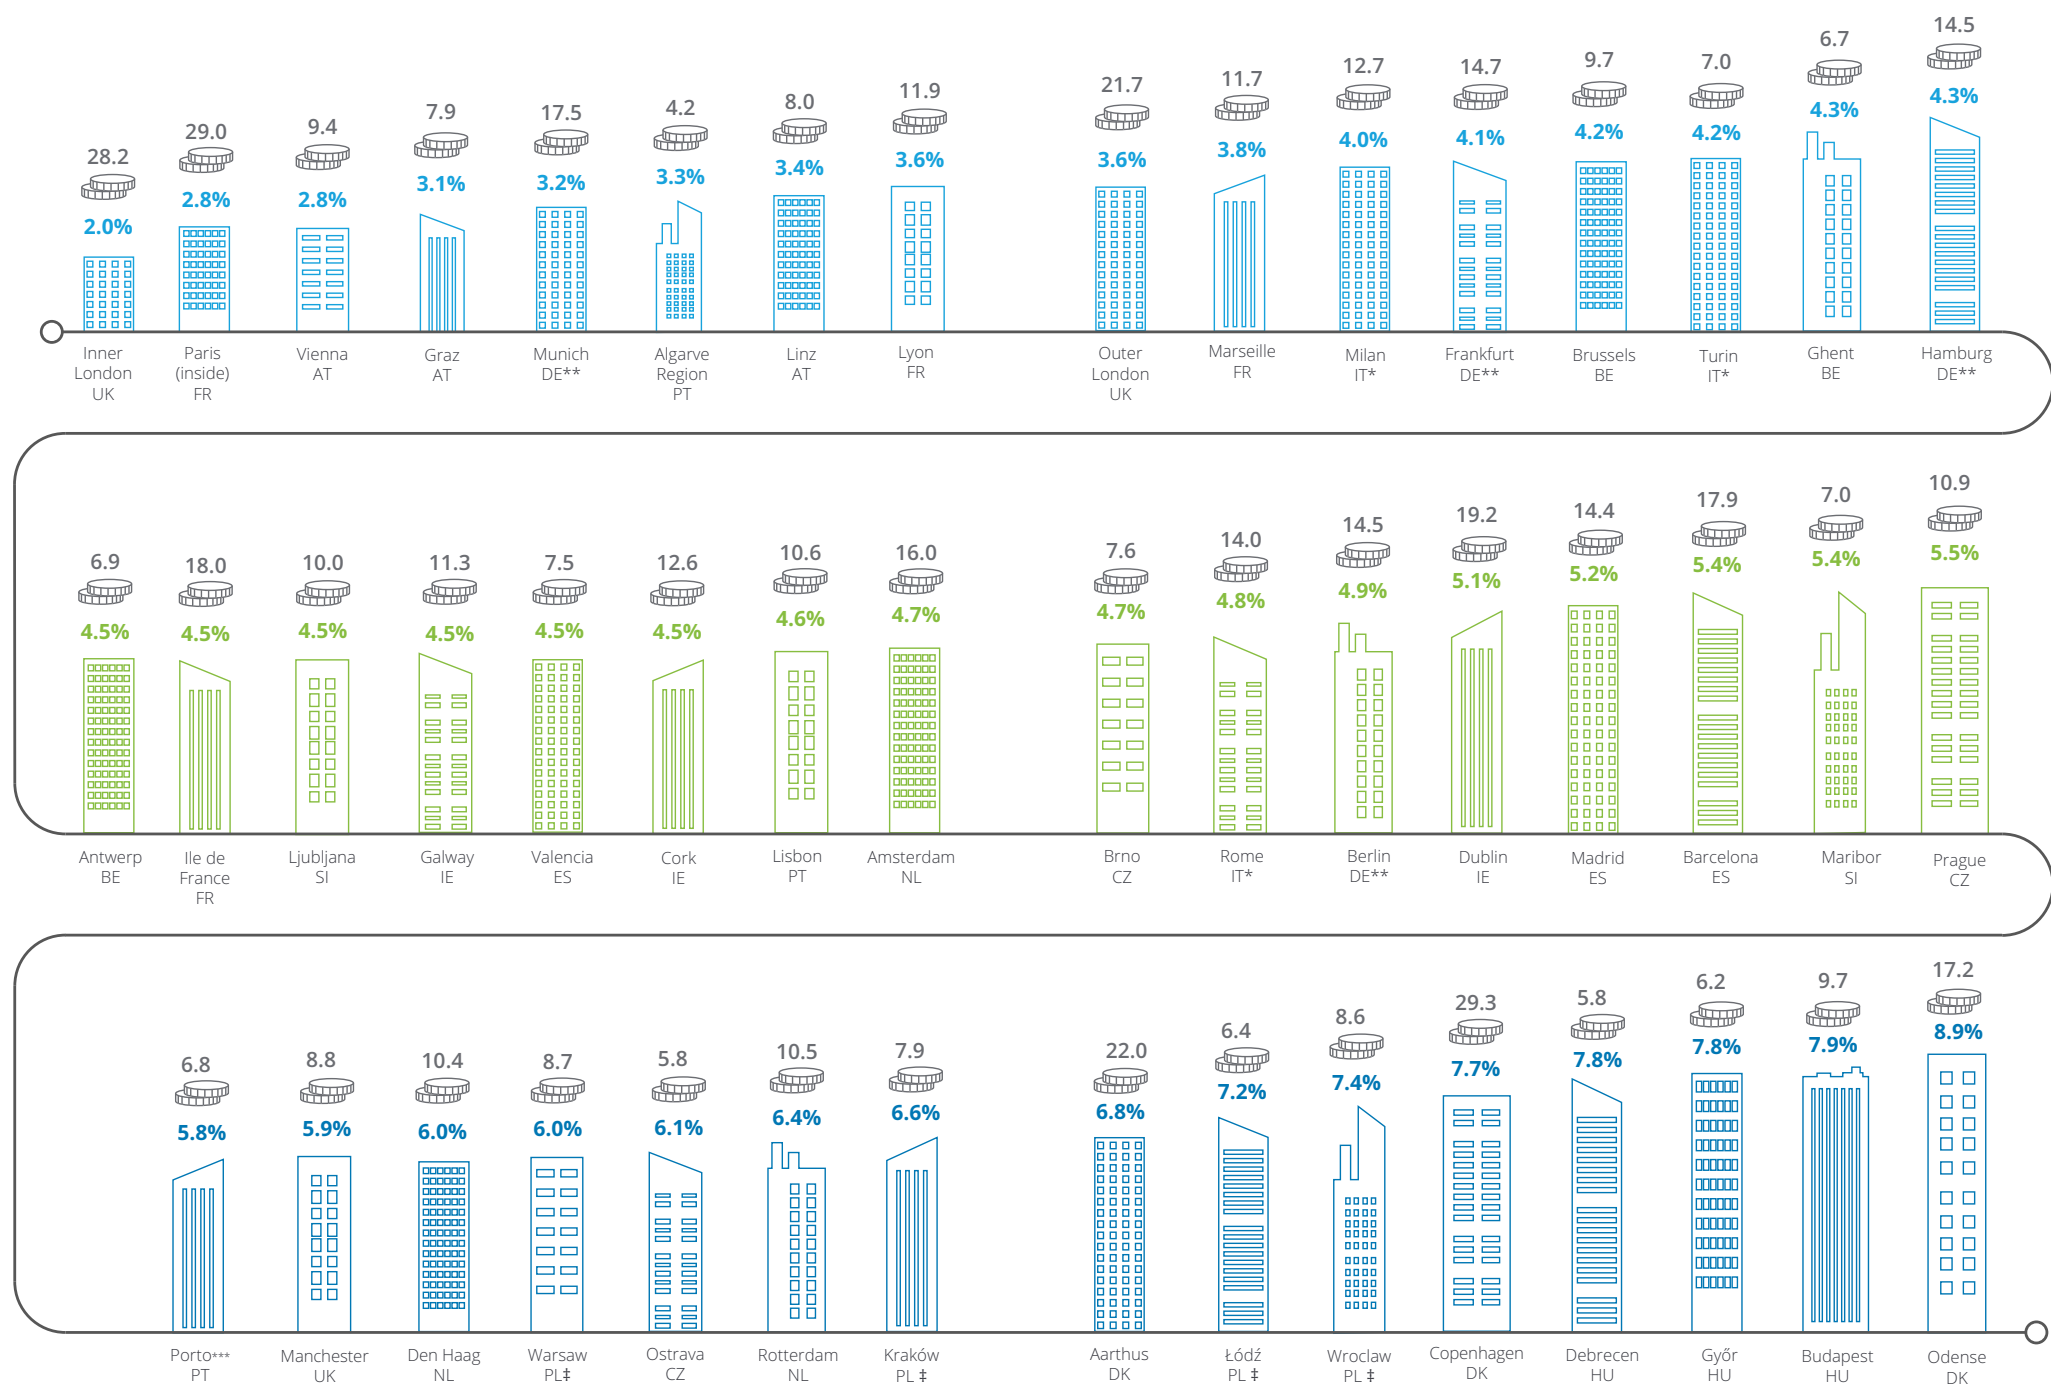 28.2
2.0%
Inner
London
UK
29.0
2.8%
Paris
(inside)
FR
9.4
2.8%
Vienna
AT
7.9
3.1%
Graz
AT
17.5
3.2%
Munich
DE**
4.2
3.3%
Algarve
Region
PT
8.0
3.4%
Linz
AT
11.9
3.6%
Lyon
FR
21.7
3.6%
Outer
London
UK
11.7
3.8%
Marseille
FR
12.7
4.0%
Milan
IT*
14.7
4.1%
Frankfurt
DE**
9.7
4.2%
Brussels
BE
7.0
4.2%
Turin
IT*
6.7
4.3%
Ghent
BE
14.5
4.3%
Hamburg
DE**
6.9
4.5%
Antwerp
BE
18.0
4.5%
Ile de
France
FR
10.0
4.5%
Ljubljana
SI
11.3
4.5%
Galway
IE
7.5
4.5%
Valencia
ES
12.6
4.5%
Cork
IE
10.6
4.6%
Lisbon
PT
16.0
4.7%
Amsterdam
NL
7.6
4.7%
Brno
CZ
14.0
4.8%
Rome
IT*
14.5
4.9%
Berlin
DE**
19.2
5.1%
Dublin
IE
14.4
5.2%
Madrid
ES
17.9
5.4%
Barcelona
ES
7.0
5.4%
Maribor
SI
10.9
5.5%
Prague
CZ
6.8
5.8%
Porto***
PT
8.8
5.9%
Manchester
UK
10.4
6.0%
Den Haag
NL
8.7
6.0%
Warsaw
PL‡
5.8
6.1%
Ostrava
CZ
10.5
6.4%
Rotterdam
NL
7.9
6.6%
Kraków
PL ‡
22.0
6.8%
Aarthus
DK
6.4
7.2%
Łódź
PL ‡
8.6
7.4%
Wroclaw
PL ‡
29.3
7.7%
Copenhagen
DK
5.8
7.8%
Debrecen
HU
6.2
7.8%
Győr
HU
9.7
7.9%
Budapest
HU
17.2
8.9%
Odense
DK